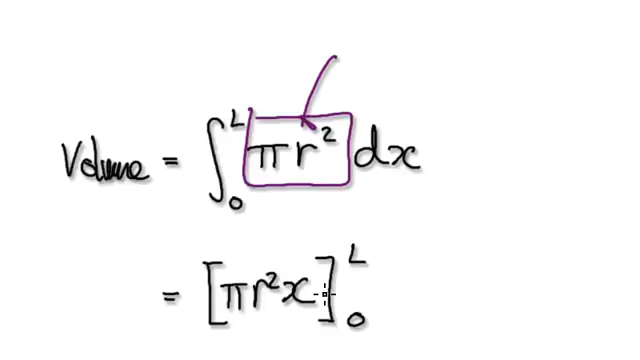 Volume = ∫₀ᴸ πr² dx
= [πr²x]₀ᴸ